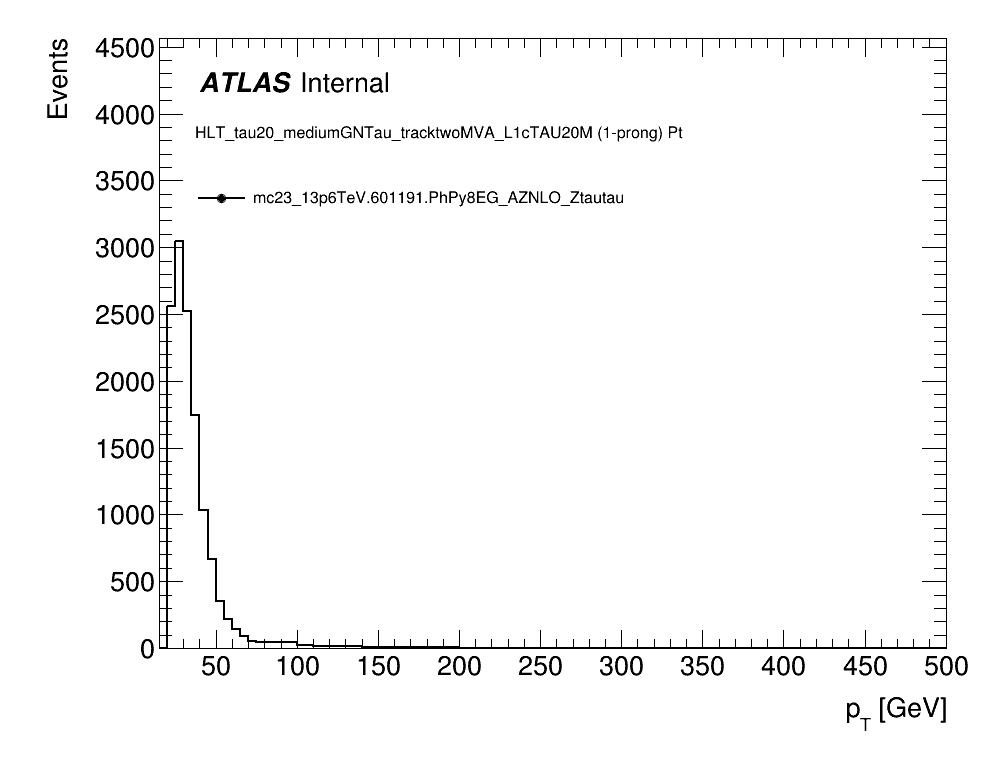 Events
4500
ATLAS Internal
4000
HLT_tau20_mediumGNTau_tracktwoMVA_L1cTAU20M (1-prong) Pt
3500
mc23_13p6TeV.601191.PhPy8EG_AZNLO_Ztautau
3000
2500
2000
1500
1000
500
0
50 100 150 200 250 300 350 400 450 500
p_T [GeV]